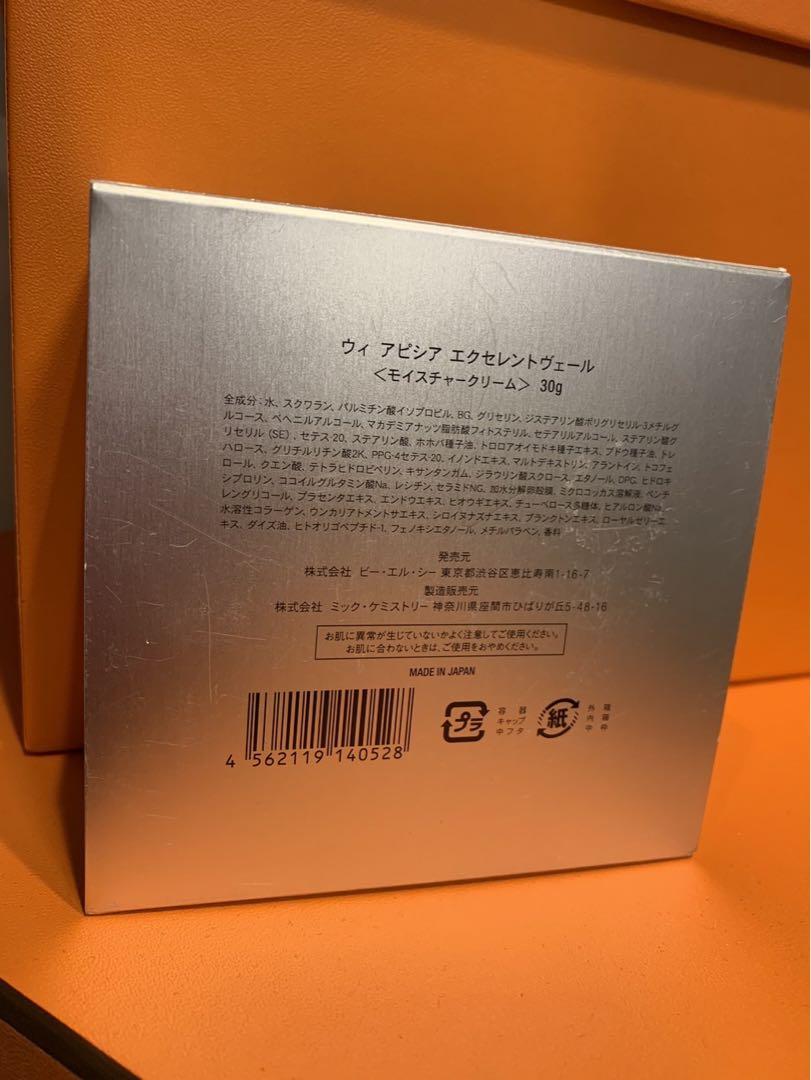 ウィ アピシア エクセレントヴェール
＜モイスチャークリーム＞ 30g
全成分：水、スクワラン、パルミチン酸イソプロピル、BG、グリセリン、ジステアリン酸ポリグリセリル-3メチルグ
ルコース、ベヘニルアルコール、マカデミアナッツ脂肪酸フィトステリル、セテアリルアルコール、ステアリン酸グ
リセリル（SE）、セテス-20、ステアリン酸、ホホバ種子油、トロロアオイモドキ種子エキス、ブドウ種子油、トレ
ハロース、グリチルリチン酸2K、PPG-4セテス-20、イノンドエキス、マルトデキストリン、アラントイン、トコフェ
ロール、クエン酸、テトラヒドロピペリン、キサンタンガム、ジラウリン酸スクロース、エタノール、DPG、ヒドロキ
シプロリン、ココイルグルタミン酸Na、レシチン、セラミドNG、加水分解卵殻膜、ミクロコッカス溶解液、ペンチ
レングリコール、プラセンタエキス、エンドウエキス、ヒオウギエキス、チューベロース多糖体、ヒアルロン酸Na、
水溶性コラーゲン、ウンカリアトメントサエキス、シロイヌナズナエキス、プランクトンエキス、ローヤルゼリーエ
キス、ダイズ油、ヒトオリゴペプチド-1、フェノキシエタノール、メチルパラベン、香料
発売元
株式会社 ビー・エル・シー 東京都渋谷区恵比寿南1-16-7
製造販売元
株式会社 ミック・ケミストリー 神奈川県座間市ひばりが丘5-48-16
お肌に異常が生じていないかよく注意してご使用ください。
お肌に合わないときは、ご使用をおやめください。
MADE IN JAPAN
プラ
容器
キャップ
中フタ
紙
外箱
内箱
中枠
4 562119 140528